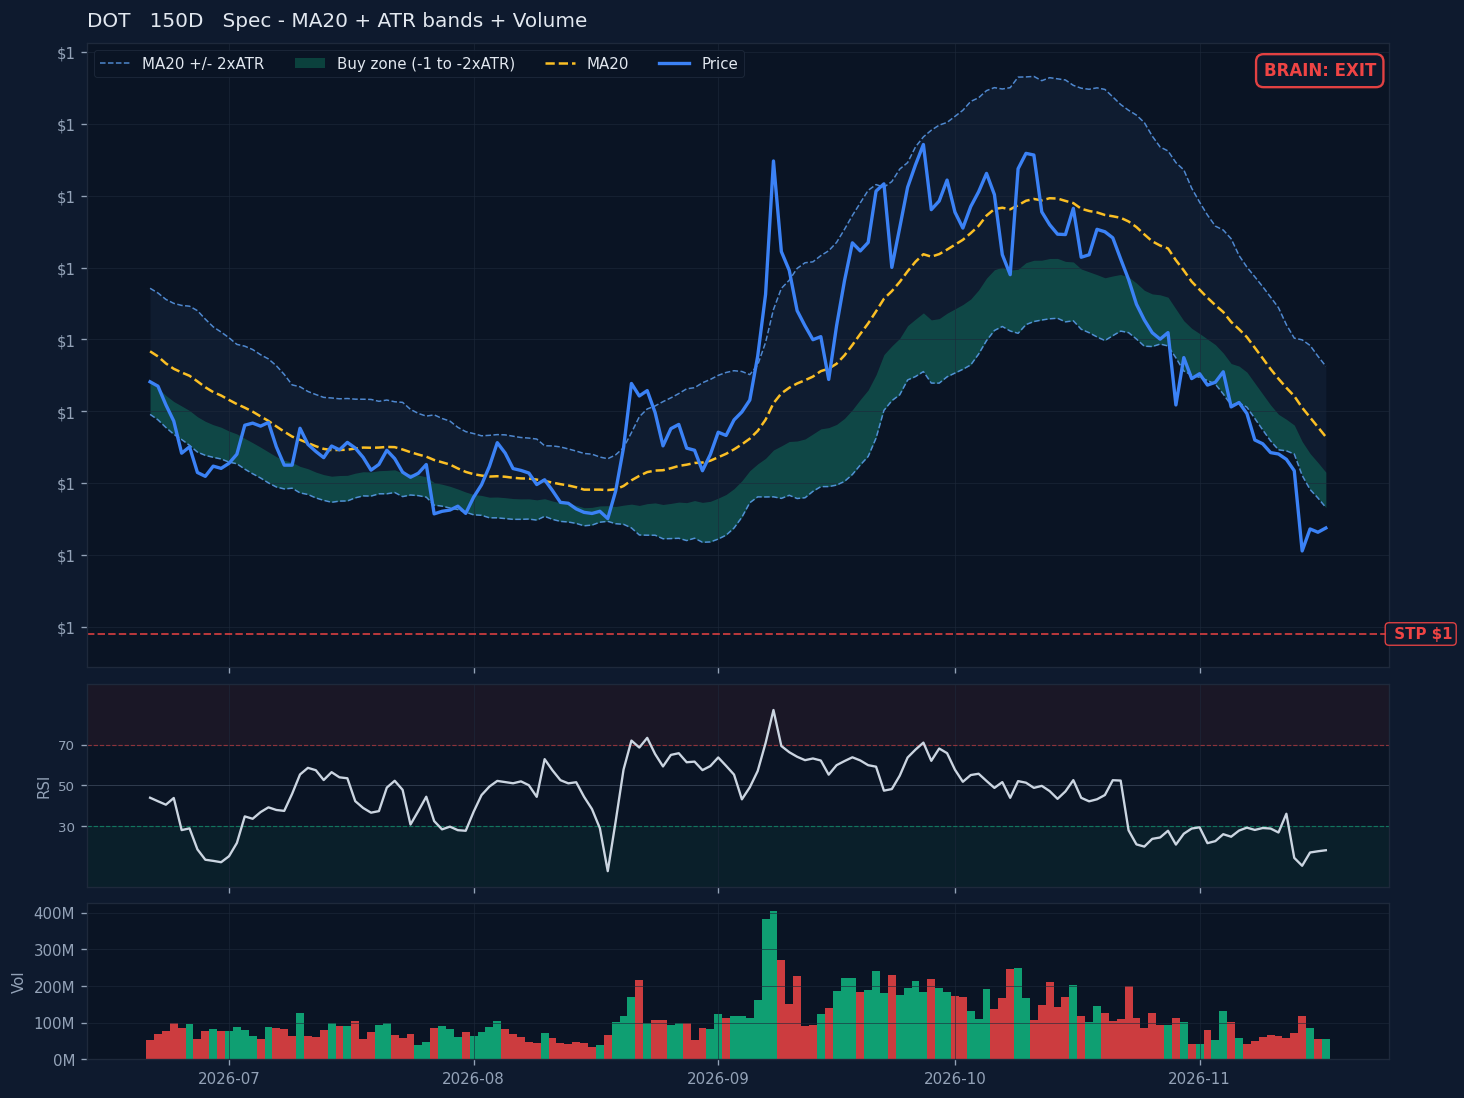 DOT 150D Spec - MA20 + ATR bands + Volume
MA20 +/- 2xATR Buy zone (-1 to -2xATR) MA20 Price
BRAIN: EXIT
$1
$1
$1
$1
$1
$1
$1
$1
$1
STP $1
RSI
70
50
30
Vol
400M
300M
200M
100M
0M
2026-07 2026-08 2026-09 2026-10 2026-11